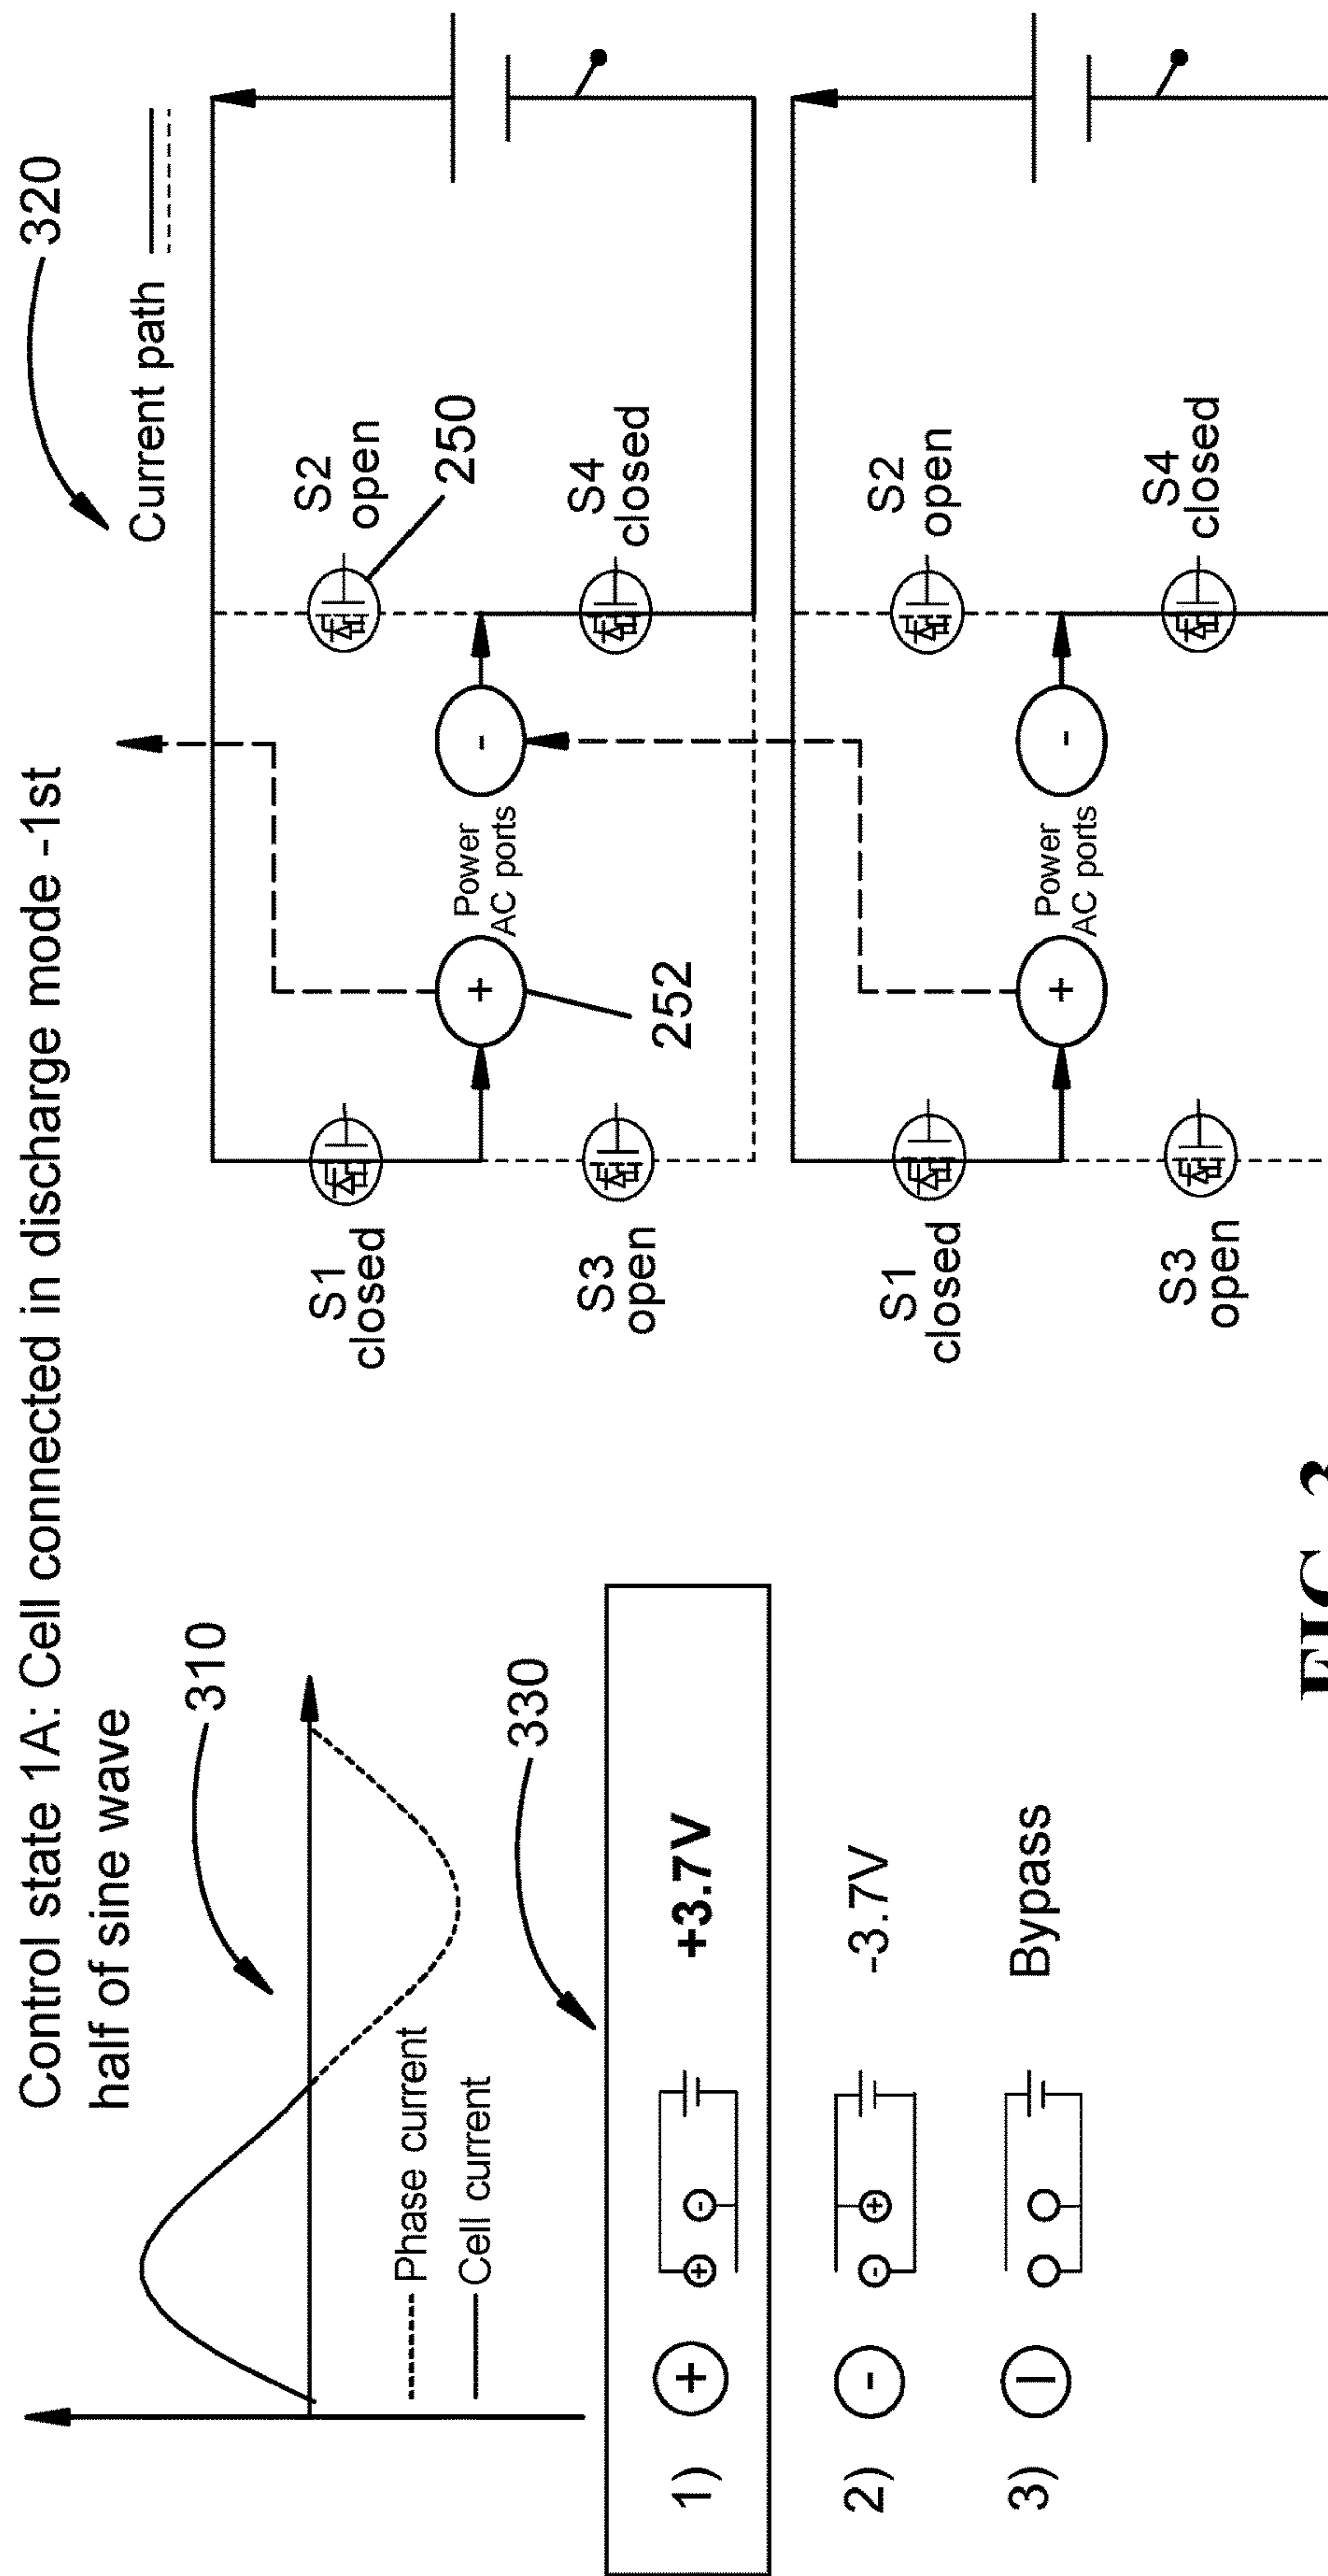 Control state 1A: Cell connected in discharge mode -1st
half of sine wave
310
Phase current
Cell current
330
1) + + - +3.7V
2) - - + -3.7V
3) Bypass
320
Current path
S1
closed
S2
open
250
+
Power
AC ports
-
252
S3
open
S4
closed
S1
closed
S2
open
+
Power
AC ports
-
S3
open
S4
closed
FIG. 3